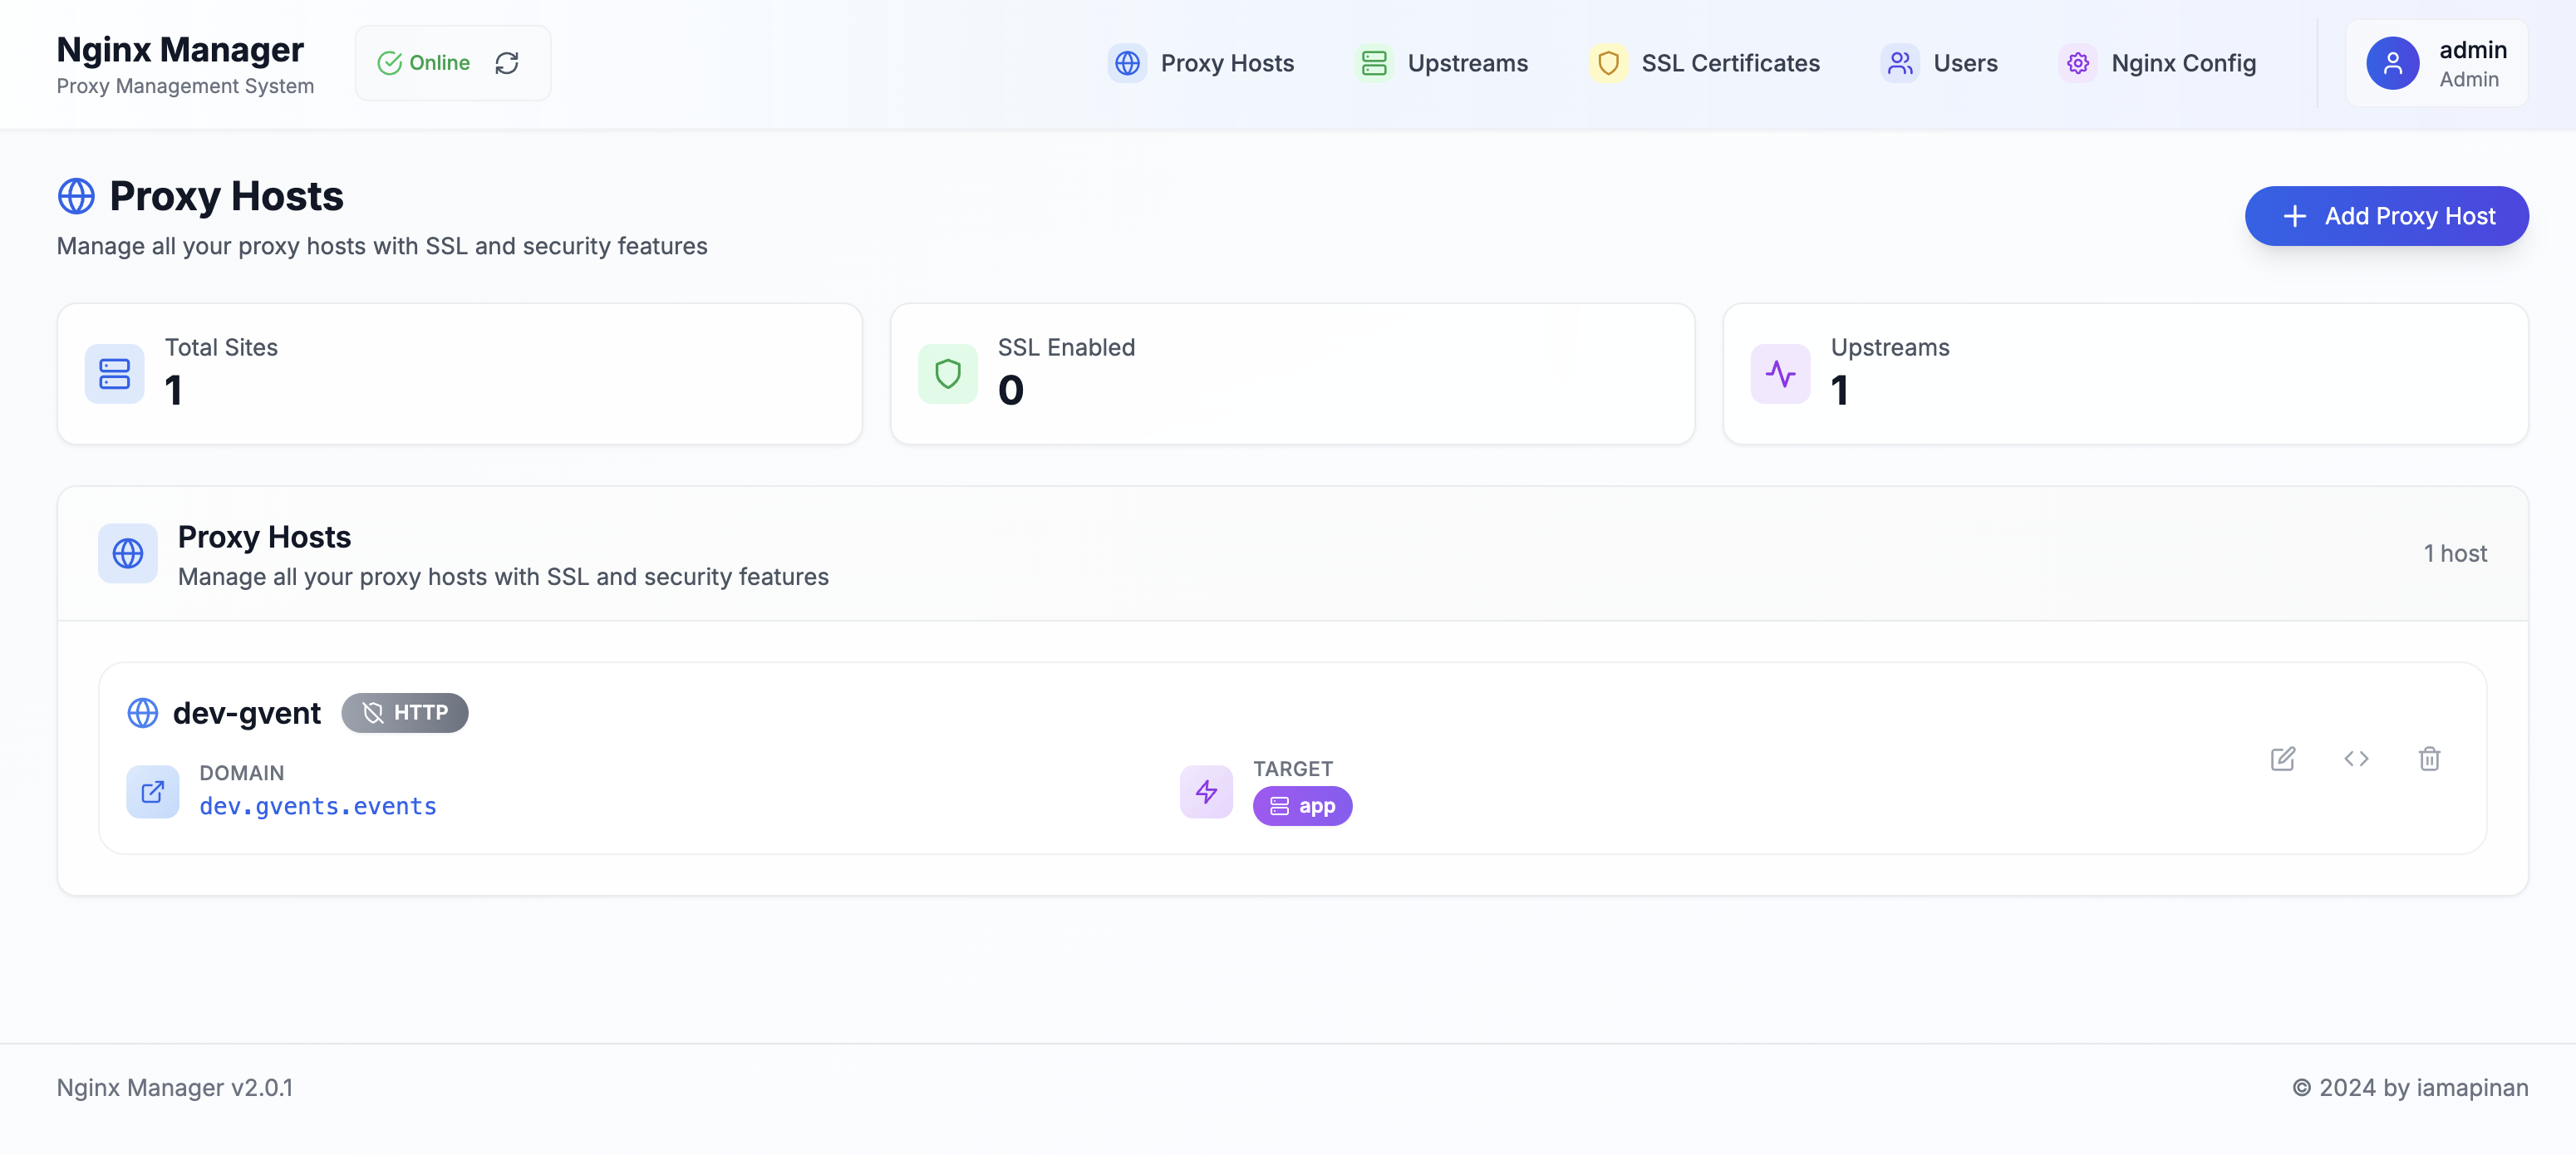 Nginx Manager
Proxy Management System
Online
Proxy Hosts
Upstreams
SSL Certificates
Users
Nginx Config
admin
Admin
Proxy Hosts
Manage all your proxy hosts with SSL and security features
Add Proxy Host
Total Sites
1
SSL Enabled
0
Upstreams
1
Proxy Hosts
Manage all your proxy hosts with SSL and security features
1 host
dev-gvent
HTTP
DOMAIN
dev.gvents.events
TARGET
app
Nginx Manager v2.0.1
© 2024 by iamapinan